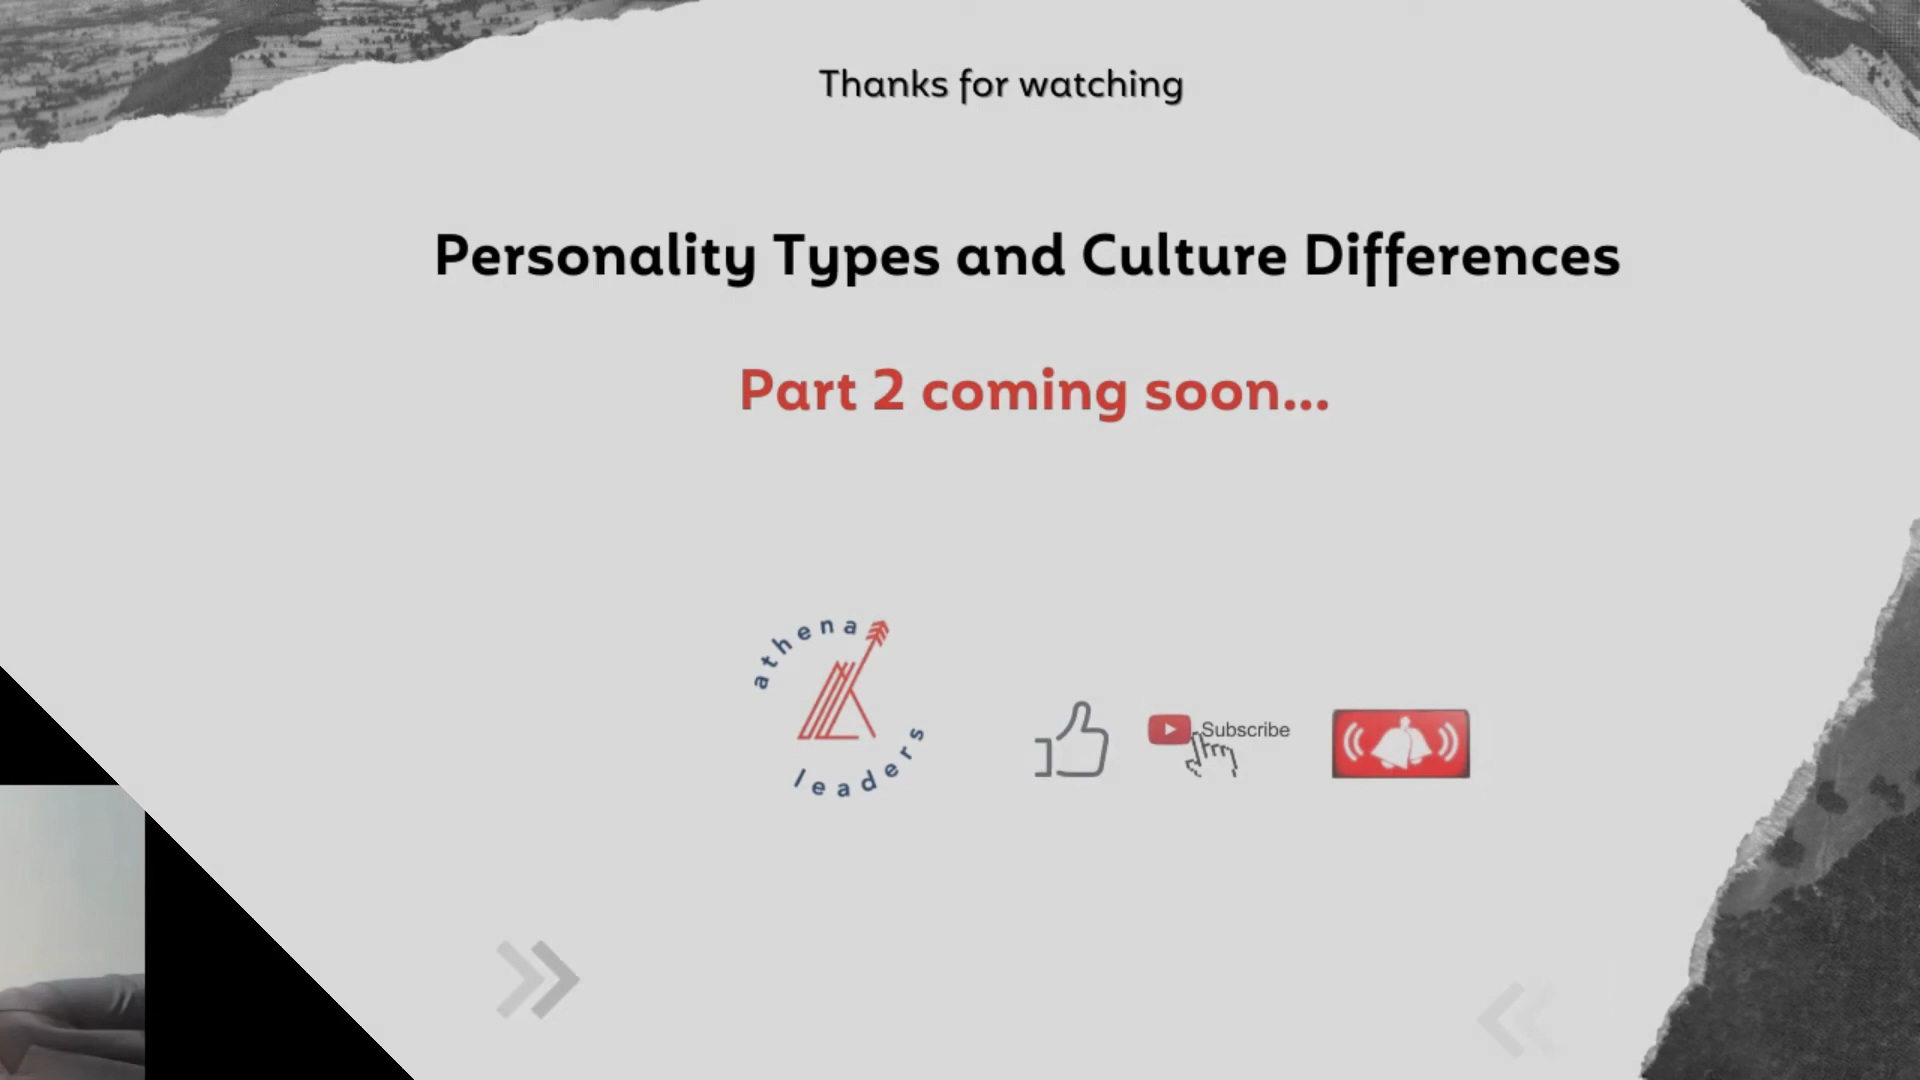 Thanks for watching
Personality Types and Culture Differences
Part 2 coming soon...
athena
leaders
Subscribe